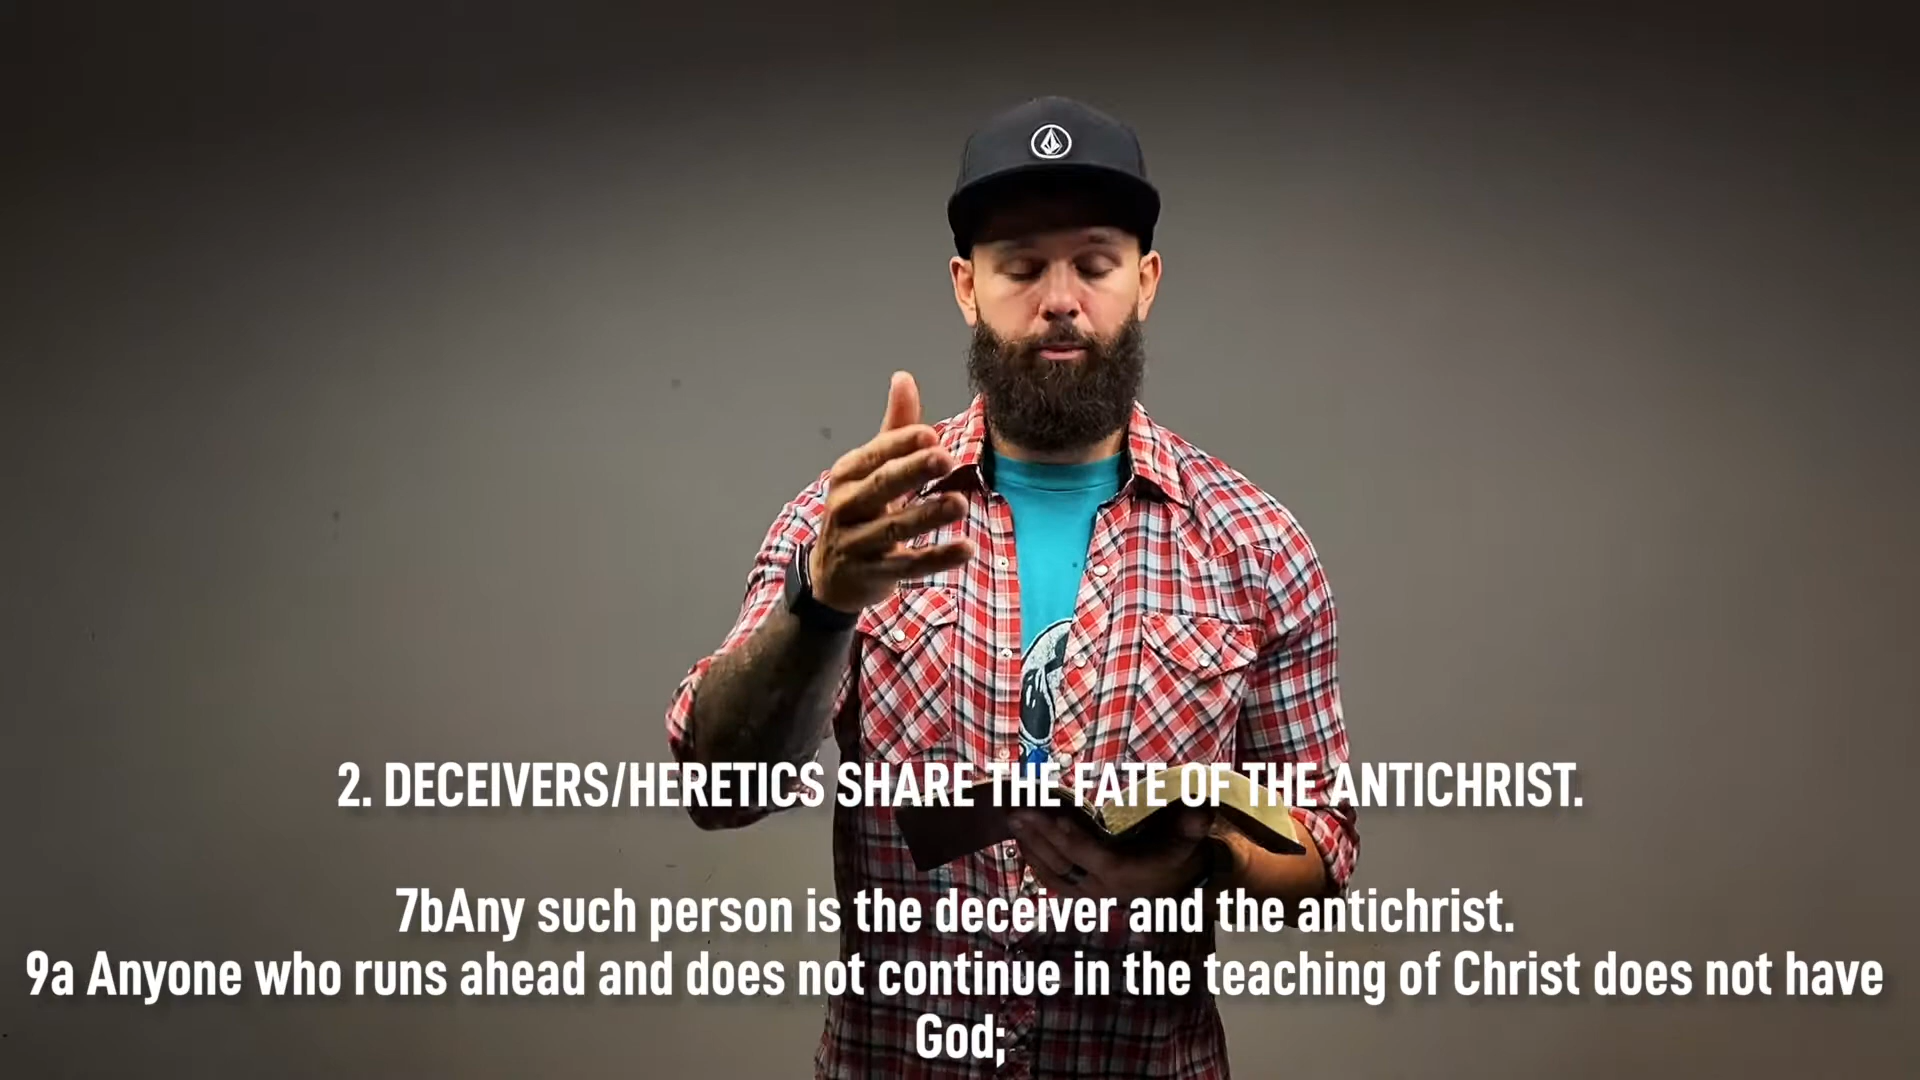 2. DECEIVERS/HERETICS SHARE THE FATE OF THE ANTICHRIST.
7bAny such person is the deceiver and the antichrist.
9a Anyone who runs ahead and does not continue in the teaching of Christ does not have
God;